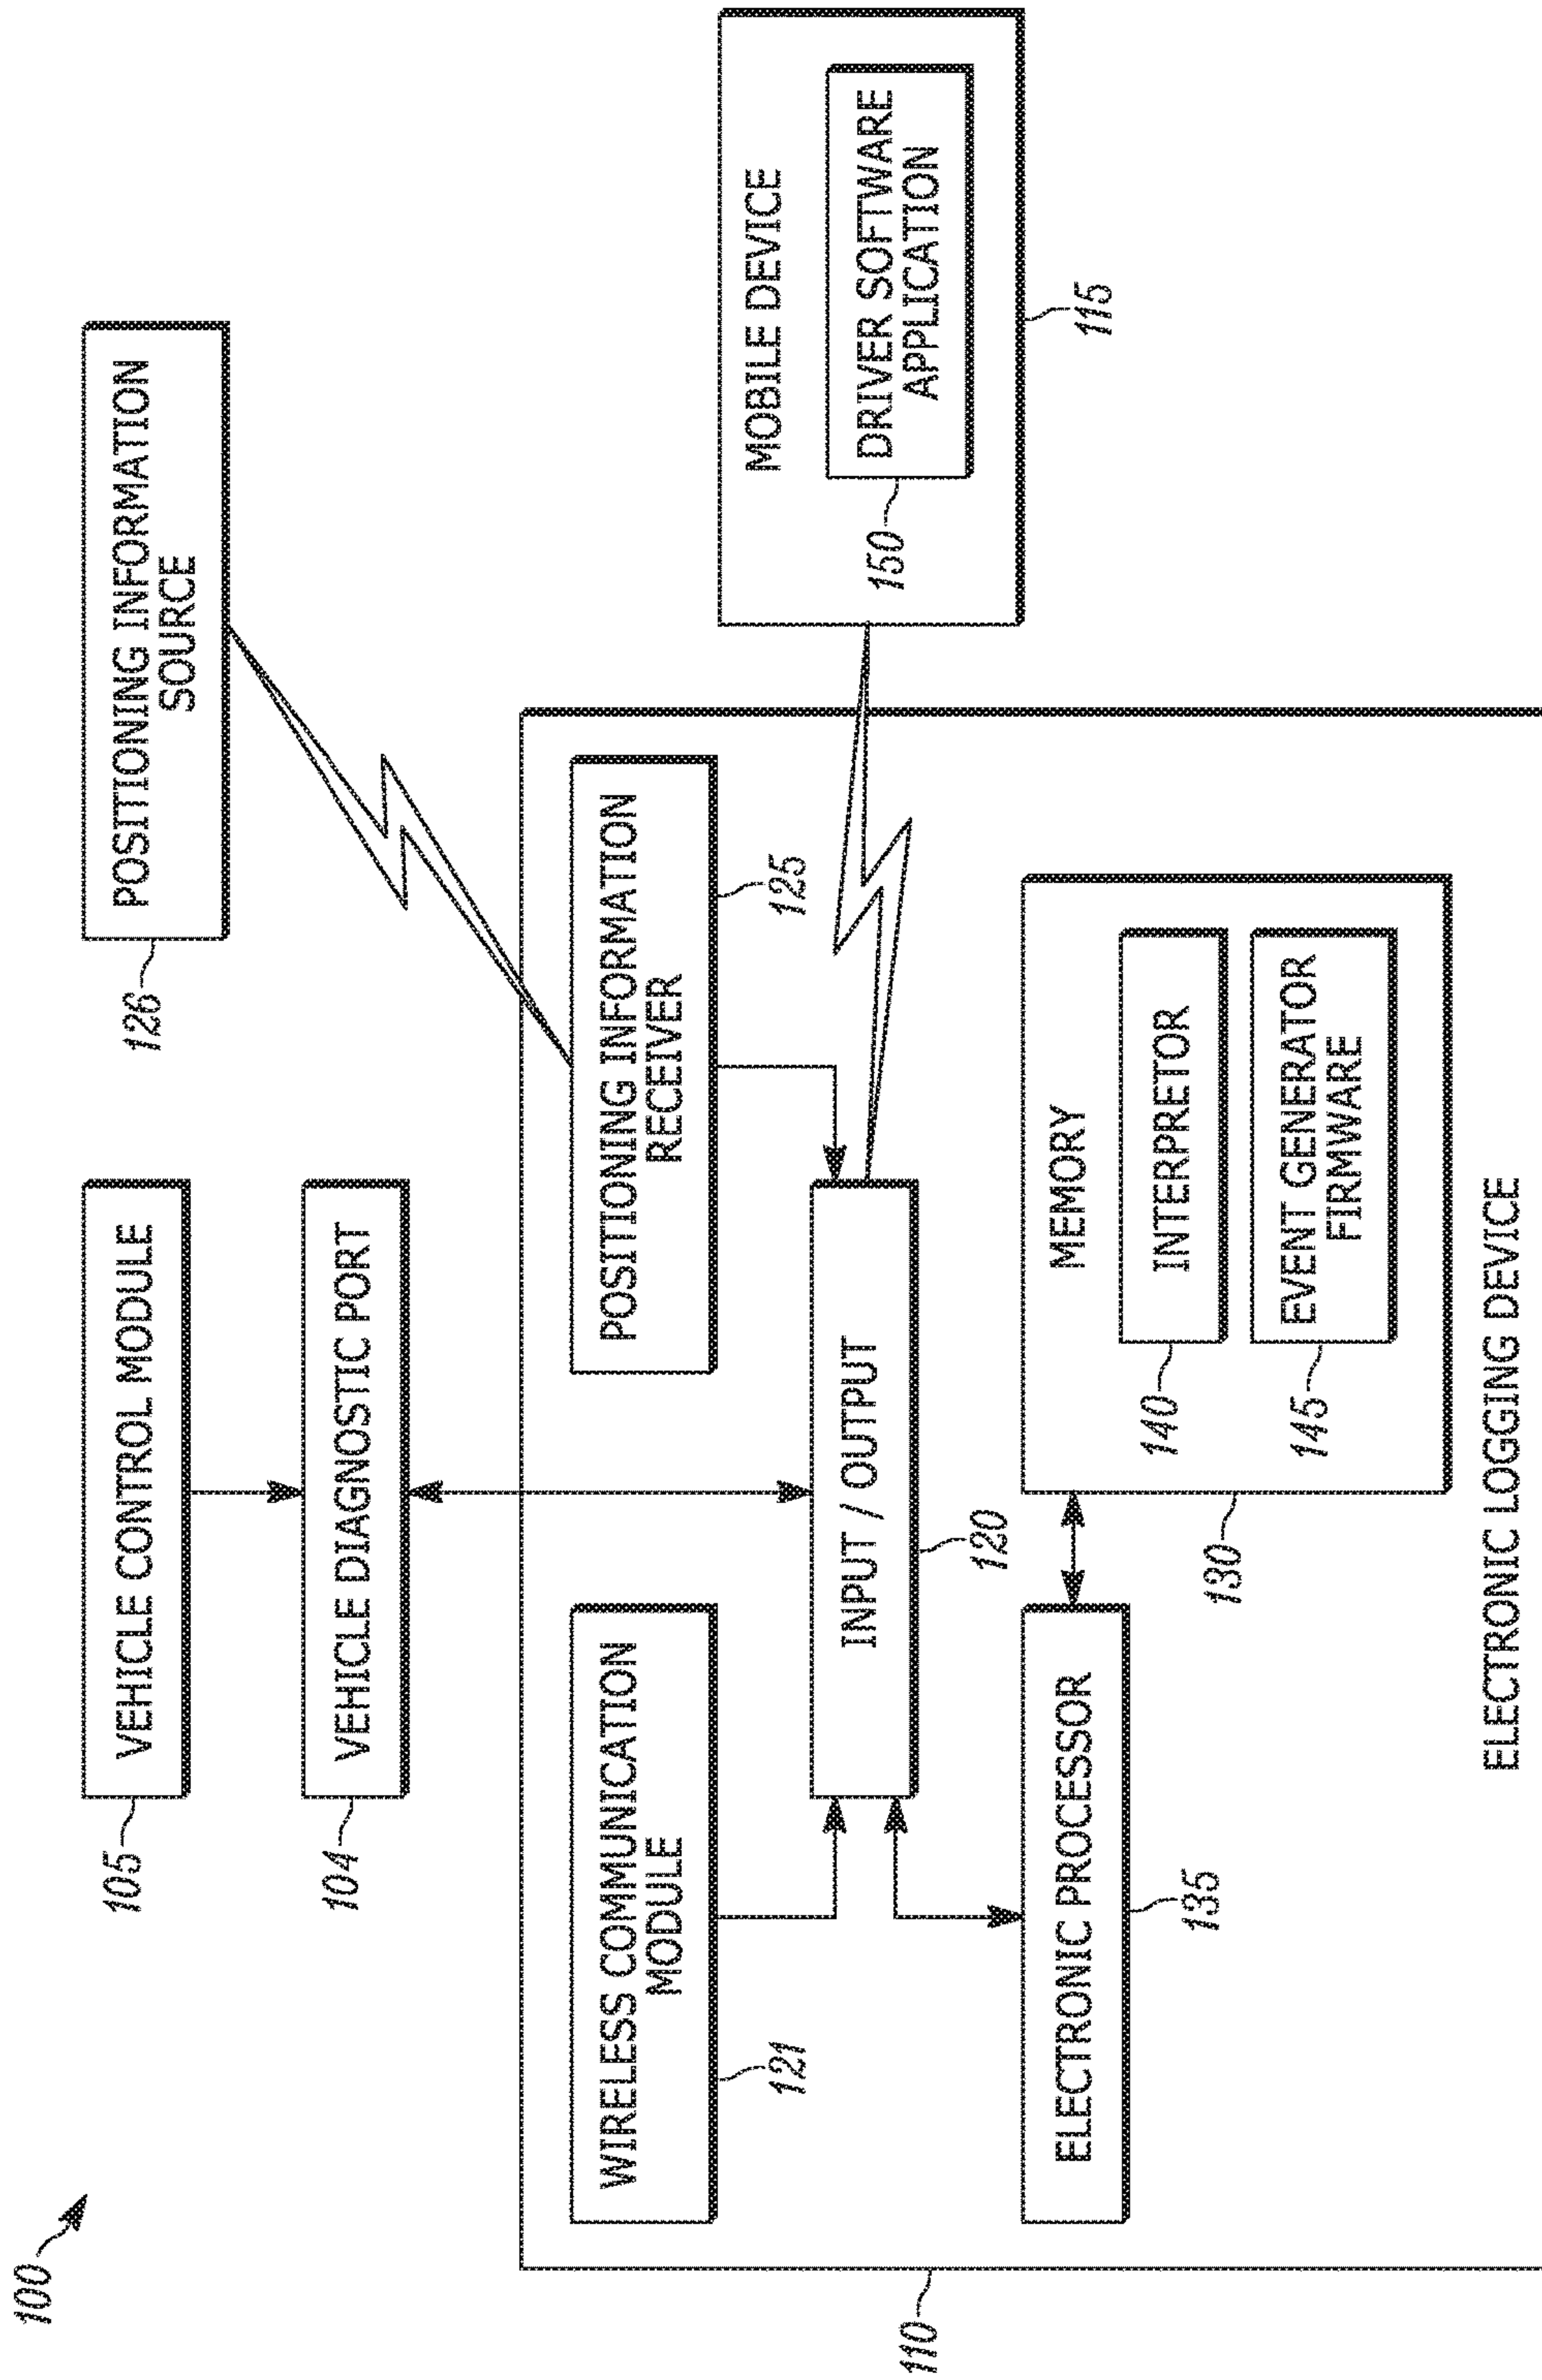 100
105
VEHICLE CONTROL MODULE
126
POSITIONING INFORMATION
SOURCE
104
VEHICLE DIAGNOSTIC PORT
110
WIRELESS COMMUNICATION
MODULE
121
POSITIONING INFORMATION
RECEIVER
125
INPUT / OUTPUT
120
ELECTRONIC PROCESSOR
135
MEMORY
130
140
INTERPRETOR
145
EVENT GENERATOR
FIRMWARE
ELECTRONIC LOGGING DEVICE
MOBILE DEVICE
150
DRIVER SOFTWARE
APPLICATION
115